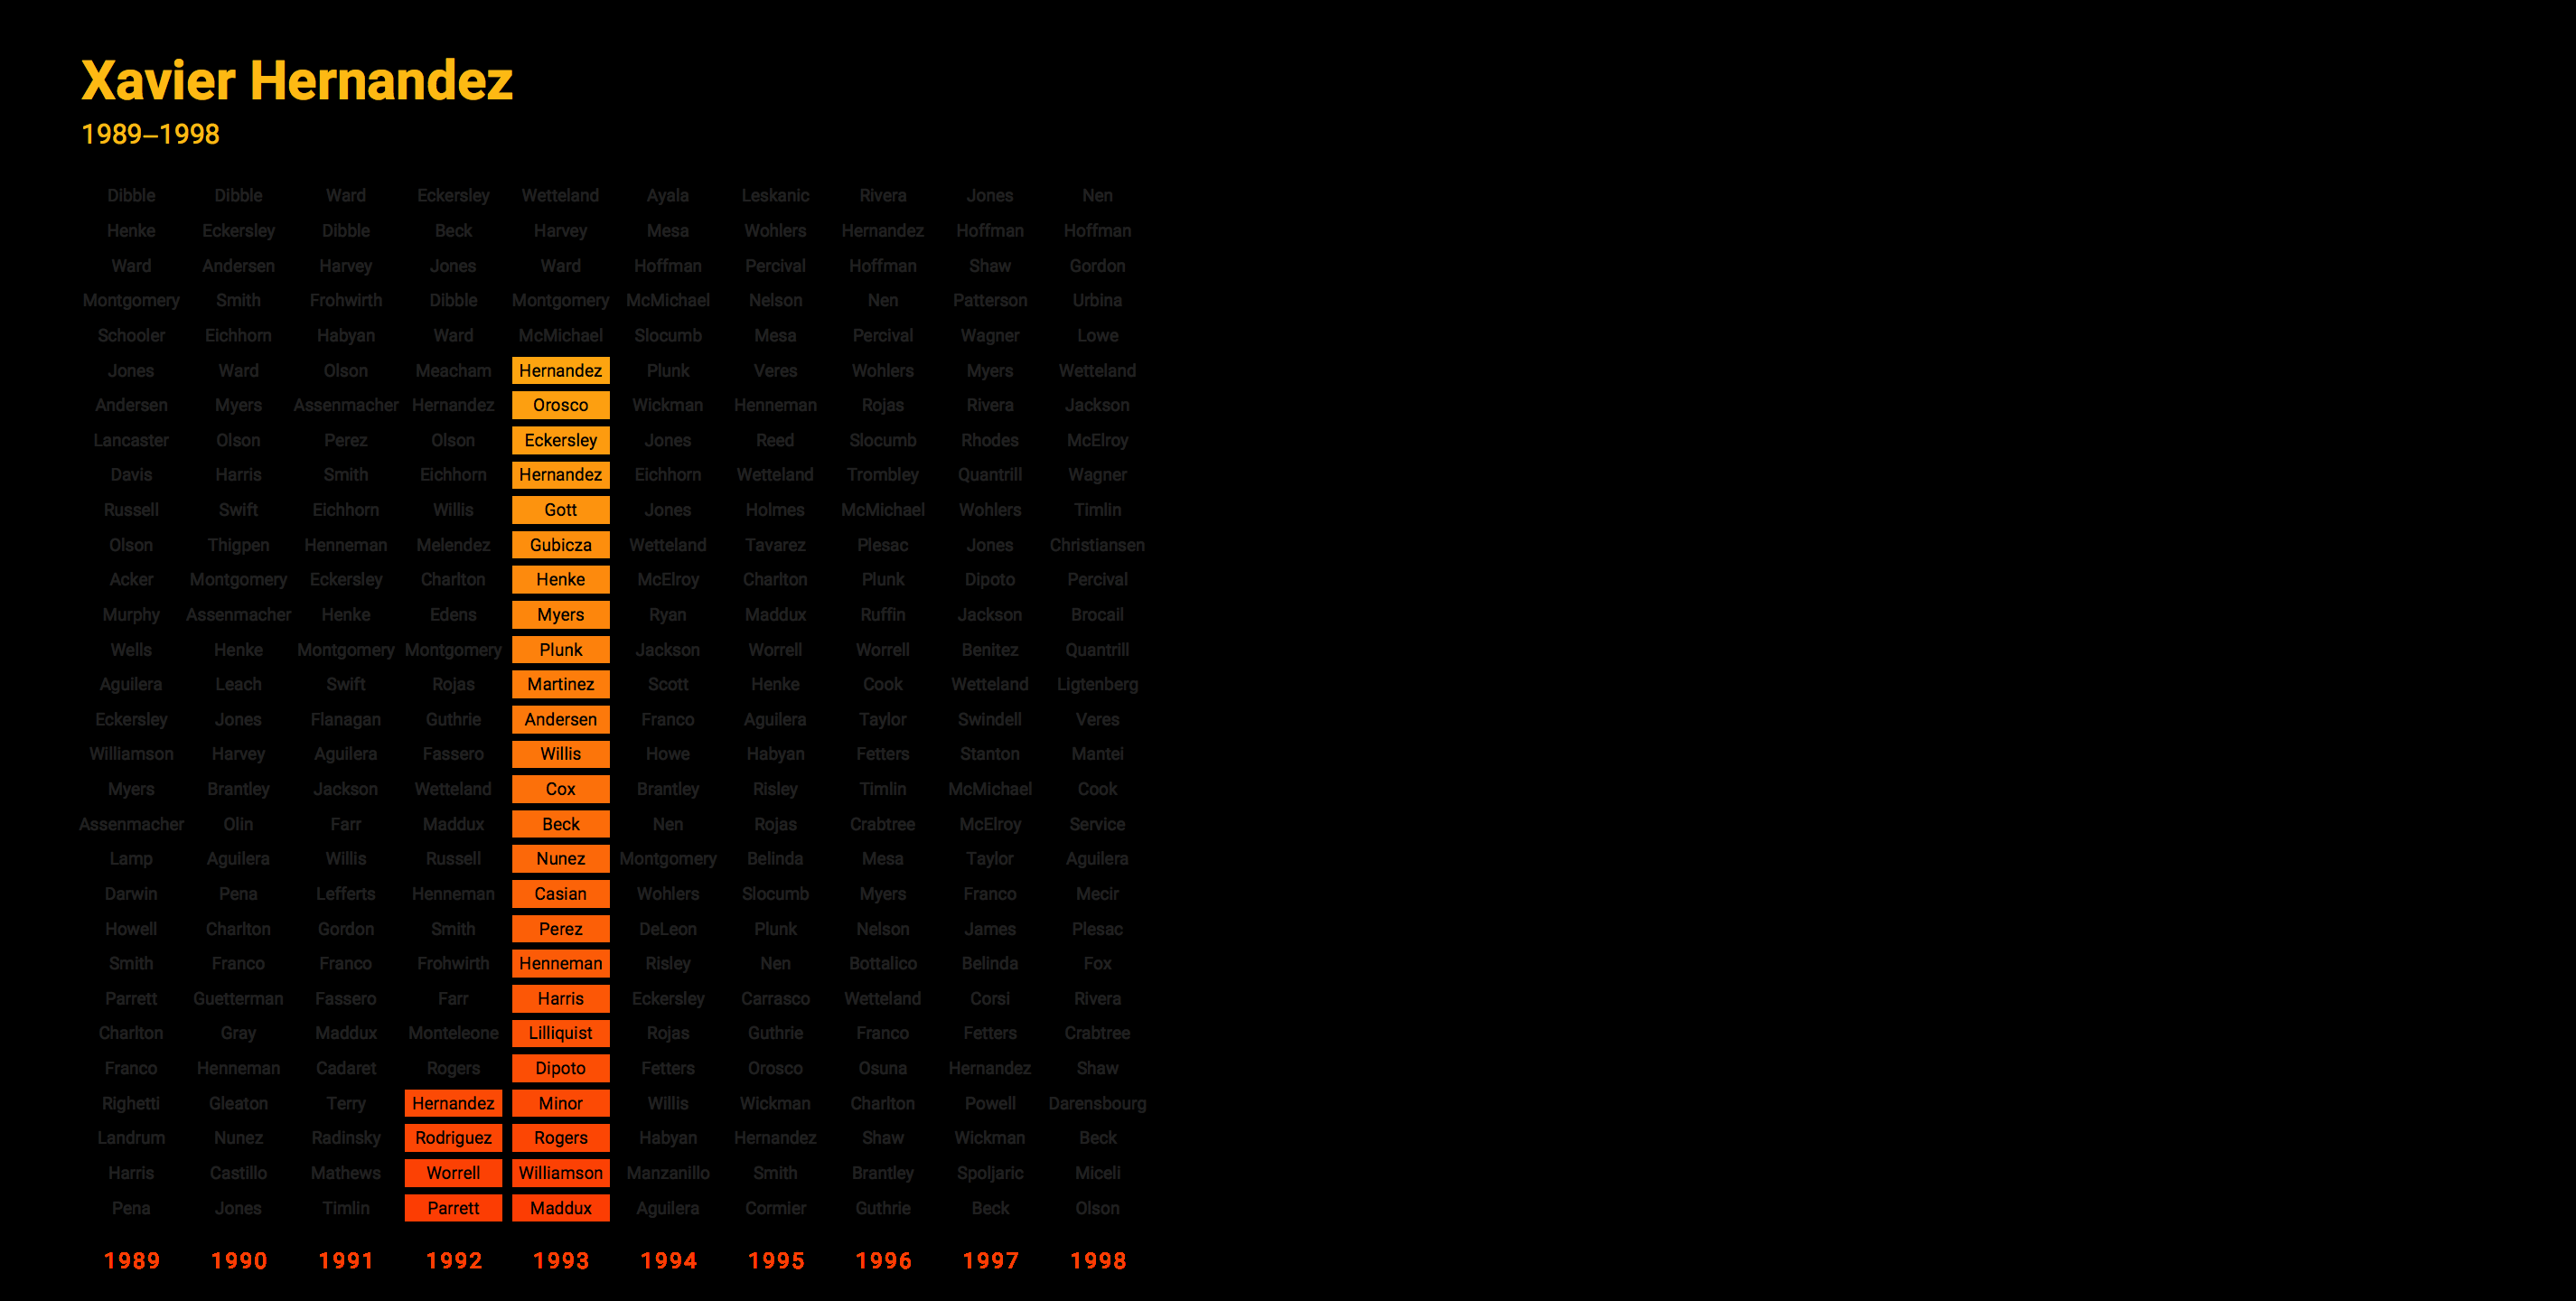 Xavier Hernandez
1989–1998
Dibble Dibble Ward Eckersley Wetteland Ayala Leskanic Rivera Jones Nen
Henke Eckersley Dibble Beck Harvey Mesa Wohlers Hernandez Hoffman Hoffman
Ward Andersen Harvey Jones Ward Hoffman Percival Hoffman Shaw Gordon
Montgomery Smith Frohwirth Dibble Montgomery McMichael Nelson Nen Patterson Urbina
Schooler Eichhorn Habyan Ward McMichael Slocumb Mesa Percival Wagner Lowe
Jones Ward Olson Meacham Hernandez Plunk Veres Wohlers Myers Wetteland
Andersen Myers Assenmacher Hernandez Orosco Wickman Henneman Rojas Rivera Jackson
Lancaster Olson Perez Olson Eckersley Jones Reed Slocumb Rhodes McElroy
Davis Harris Smith Eichhorn Hernandez Eichhorn Wetteland Trombley Quantrill Wagner
Russell Swift Eichhorn Willis Gott Jones Holmes McMichael Wohlers Timlin
Olson Thigpen Henneman Melendez Gubicza Wetteland Tavarez Plesac Jones Christiansen
Acker Montgomery Eckersley Charlton Henke McElroy Charlton Plunk Dipoto Percival
Murphy Assenmacher Henke Edens Myers Ryan Maddux Ruffin Jackson Brocail
Wells Henke Montgomery Montgomery Plunk Jackson Worrell Worrell Benitez Quantrill
Aguilera Leach Swift Rojas Martinez Scott Henke Cook Wetteland Ligtenberg
Eckersley Jones Flanagan Guthrie Andersen Franco Aguilera Taylor Swindell Veres
Williamson Harvey Aguilera Fassero Willis Howe Habyan Fetters Stanton Mantei
Myers Brantley Jackson Wetteland Cox Brantley Risley Timlin McMichael Cook
Assenmacher Olin Farr Maddux Beck Nen Rojas Crabtree McElroy Service
Lamp Aguilera Willis Russell Nunez Montgomery Belinda Mesa Taylor Aguilera
Darwin Pena Lefferts Henneman Casian Wohlers Slocumb Myers Franco Mecir
Howell Charlton Gordon Smith Perez DeLeon Plunk Nelson James Plesac
Smith Franco Franco Frohwirth Henneman Risley Nen Bottalico Belinda Fox
Parrett Guetterman Fassero Farr Harris Eckersley Carrasco Wetteland Corsi Rivera
Charlton Gray Maddux Monteleone Lilliquist Rojas Guthrie Franco Fetters Crabtree
Franco Henneman Cadaret Rogers Dipoto Fetters Orosco Osuna Hernandez Shaw
Righetti Gleaton Terry Hernandez Minor Willis Wickman Charlton Powell Darensbourg
Landrum Nunez Radinsky Rodriguez Rogers Habyan Hernandez Shaw Wickman Beck
Harris Castillo Mathews Worrell Williamson Manzanillo Smith Brantley Spoljaric Miceli
Pena Jones Timlin Parrett Maddux Aguilera Cormier Guthrie Beck Olson
1989 1990 1991 1992 1993 1994 1995 1996 1997 1998